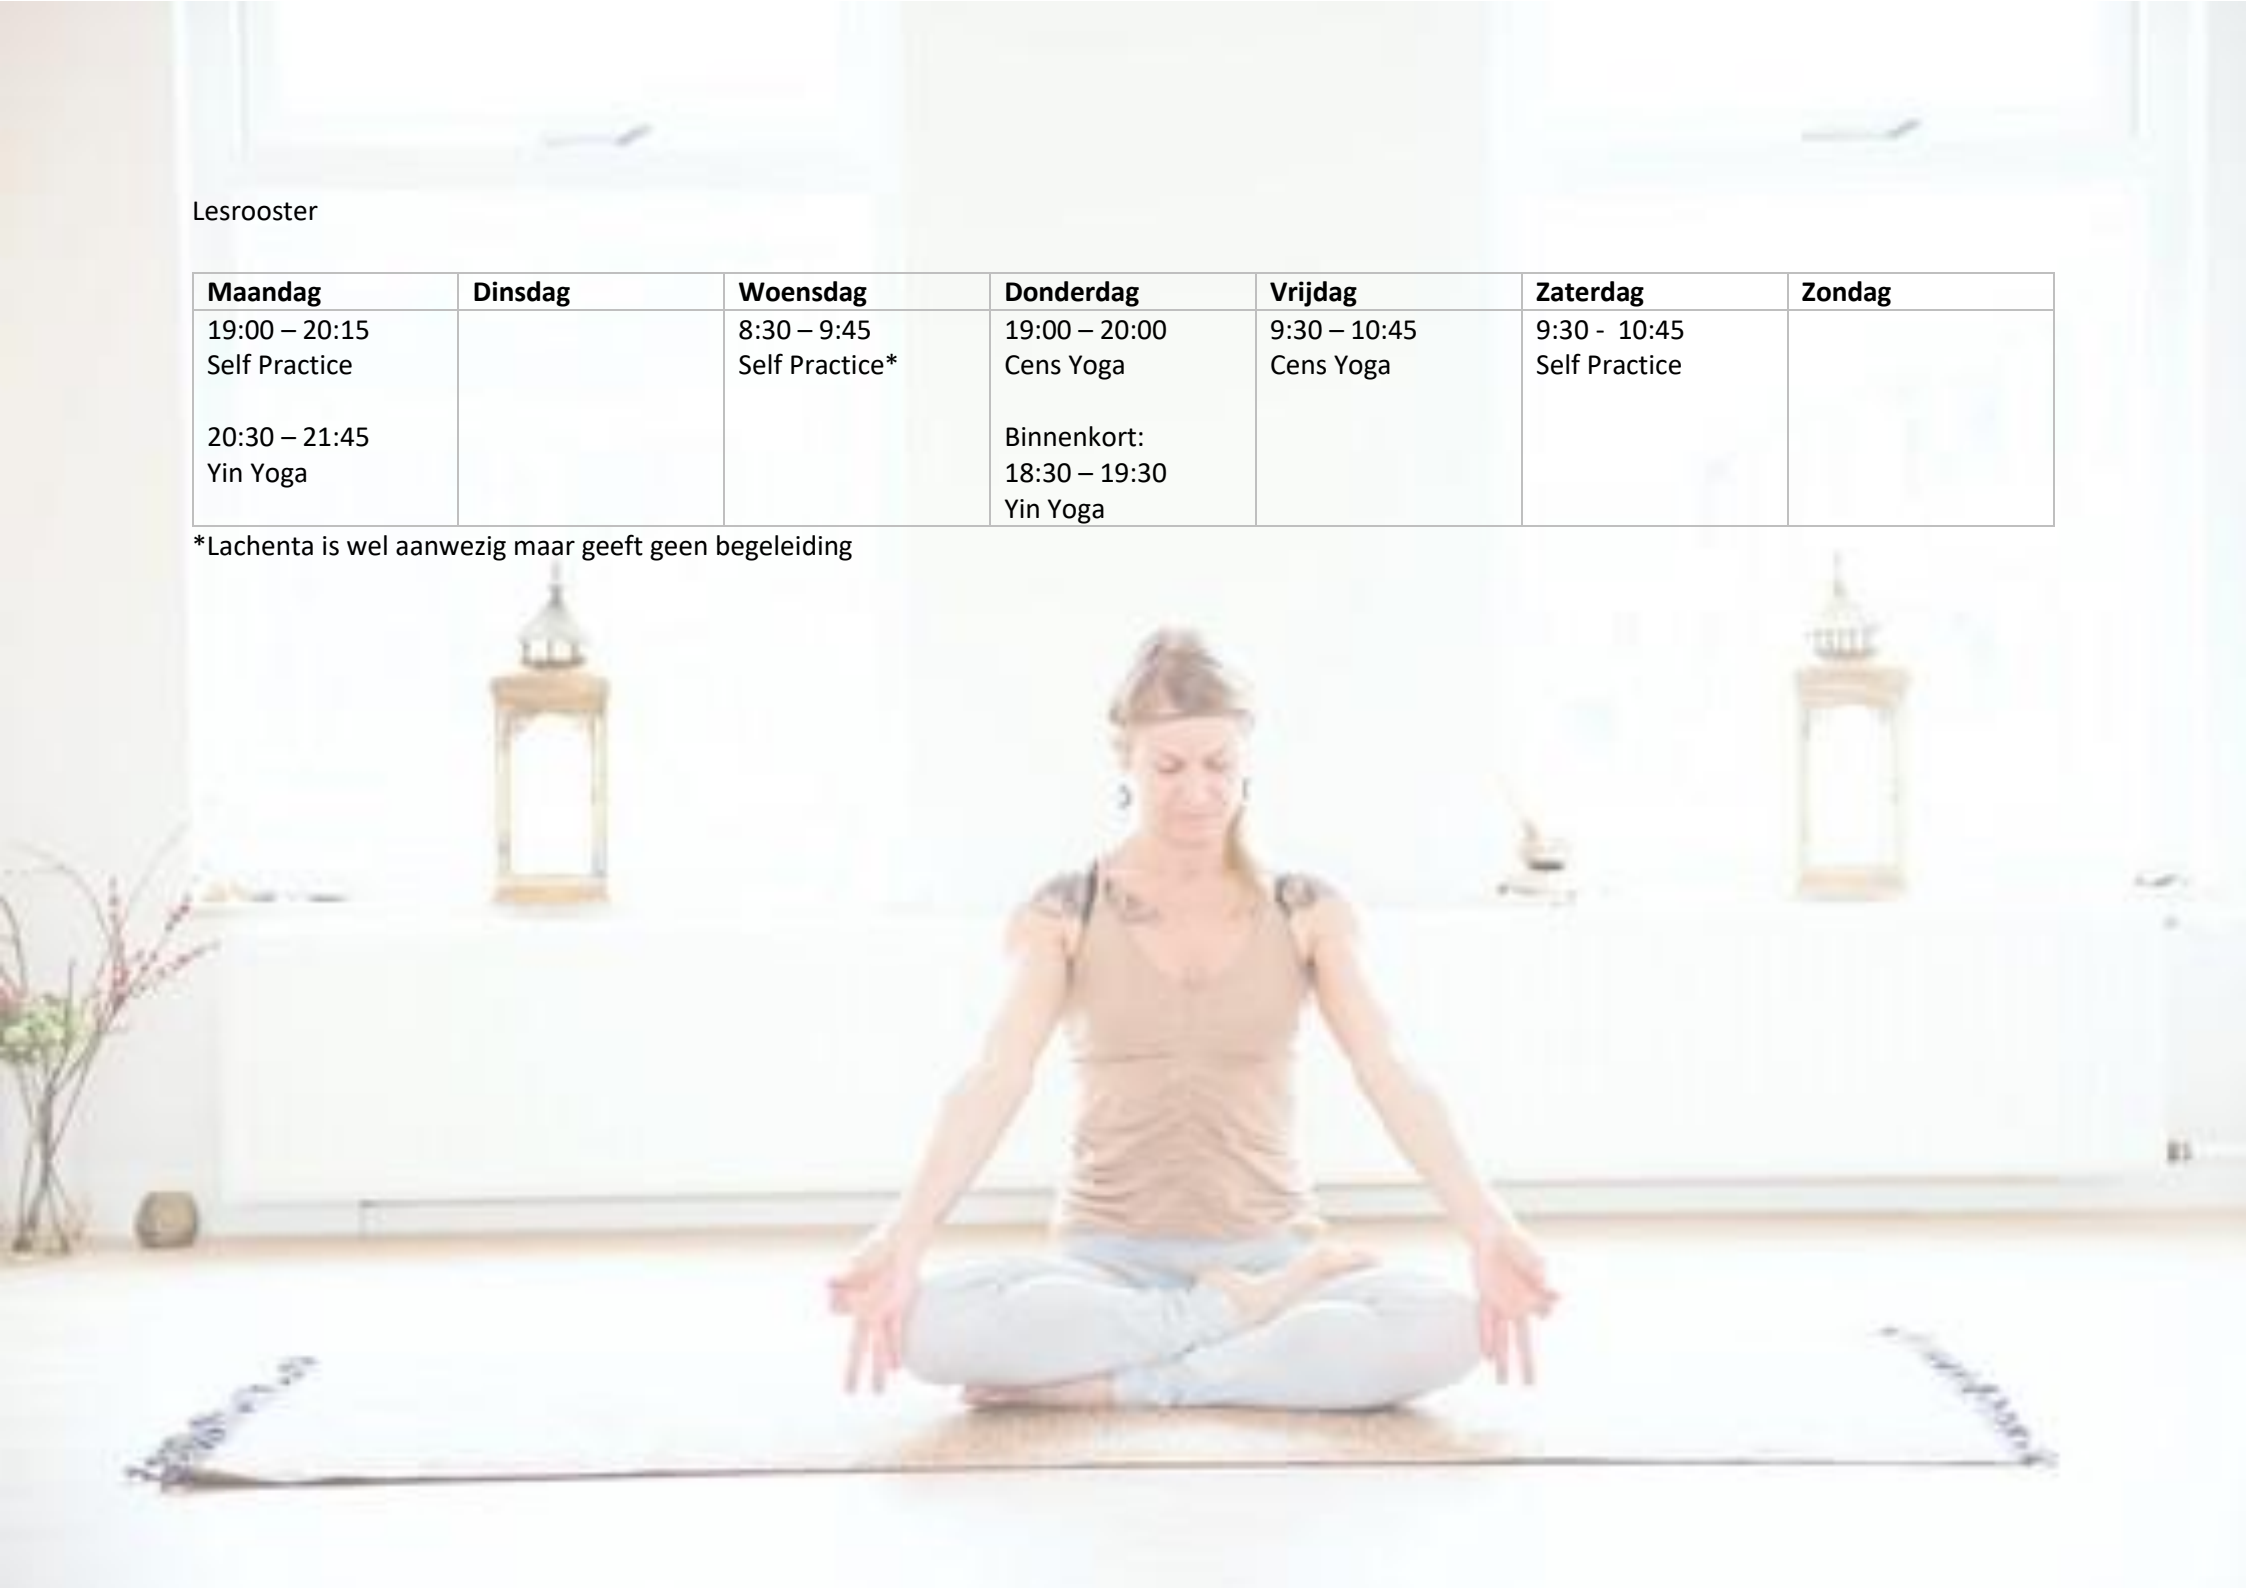 Lesrooster
Maandag Dinsdag Woensdag Donderdag Vrijdag Zaterdag Zondag
19:00 – 20:15
Self Practice
20:30 – 21:45
Yin Yoga
8:30 – 9:45
Self Practice*
19:00 – 20:00
Cens Yoga
Binnenkort:
18:30 – 19:30
Yin Yoga
9:30 – 10:45
Cens Yoga
9:30 -  10:45
Self Practice
*Lachenta is wel aanwezig maar geeft geen begeleiding